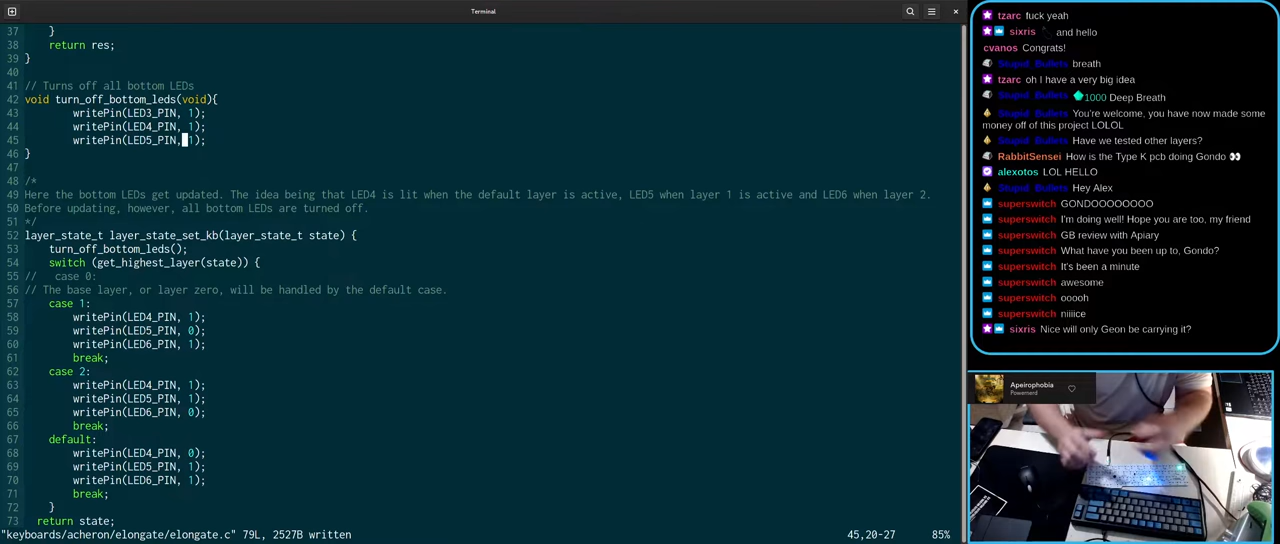 Terminal
37     }
38     return res;
39 }
40
41 // Turns off all bottom LEDs
42 void turn_off_bottom_leds(void){
43         writePin(LED3_PIN, 1);
44         writePin(LED4_PIN, 1);
45         writePin(LED5_PIN, 1);
46 }
47
48 /*
49 Here the bottom LEDs get updated. The idea being that LED4 is lit when the default layer is active, LED5 when layer 1 is active and LED6 when layer 2.
50 Before updating, however, all bottom LEDs are turned off.
51 */
52 layer_state_t layer_state_set_kb(layer_state_t state) {
53     turn_off_bottom_leds();
54     switch (get_highest_layer(state)) {
55 //   case 0:
56 // The base layer, or layer zero, will be handled by the default case.
57     case 1:
58         writePin(LED4_PIN, 1);
59         writePin(LED5_PIN, 0);
60         writePin(LED6_PIN, 1);
61         break;
62     case 2:
63         writePin(LED4_PIN, 1);
64         writePin(LED5_PIN, 1);
65         writePin(LED6_PIN, 0);
66         break;
67     default:
68         writePin(LED4_PIN, 0);
69         writePin(LED5_PIN, 1);
70         writePin(LED6_PIN, 1);
71         break;
72     }
73   return state;
"keyboards/acheron/elongate/elongate.c" 79L, 2527B written 45,20-27 85%
tzarc fuck yeah
sixris and hello
cvanos Congrats!
Stupid_Bullets breath
tzarc oh I have a very big idea
Stupid_Bullets 1000 Deep Breath
Stupid_Bullets You're welcome, you have now made some
money off of this project LOLOL
Stupid_Bullets Have we tested other layers?
RabbitSensei How is the Type K pcb doing Gondo 👀
alexotos LOL HELLO
Stupid_Bullets Hey Alex
superswitch GONDOOOOOOOO
superswitch I'm doing well! Hope you are too, my friend
superswitch GB review with Apiary
superswitch What have you been up to, Gondo?
superswitch It's been a minute
superswitch awesome
superswitch ooooh
superswitch niiiice
sixris Nice will only Geon be carrying it?
Apeirophobia
Powernerd